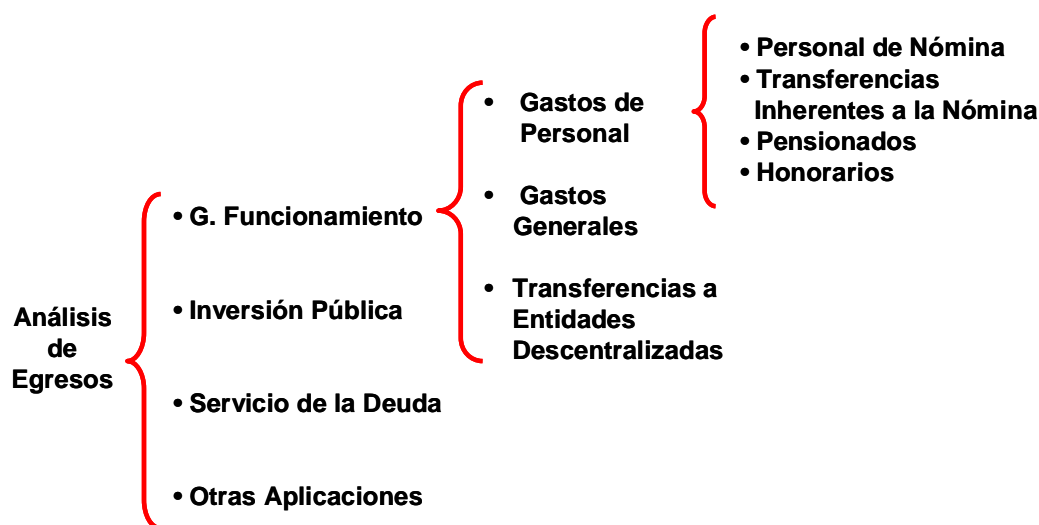 Análisis
de
Egresos
• G. Funcionamiento
• Inversión Pública
• Servicio de la Deuda
• Otras Aplicaciones
• Gastos de
Personal
• Gastos
Generales
• Transferencias a
Entidades
Descentralizadas
• Personal de Nómina
• Transferencias
Inherentes a la Nómina
• Pensionados
• Honorarios